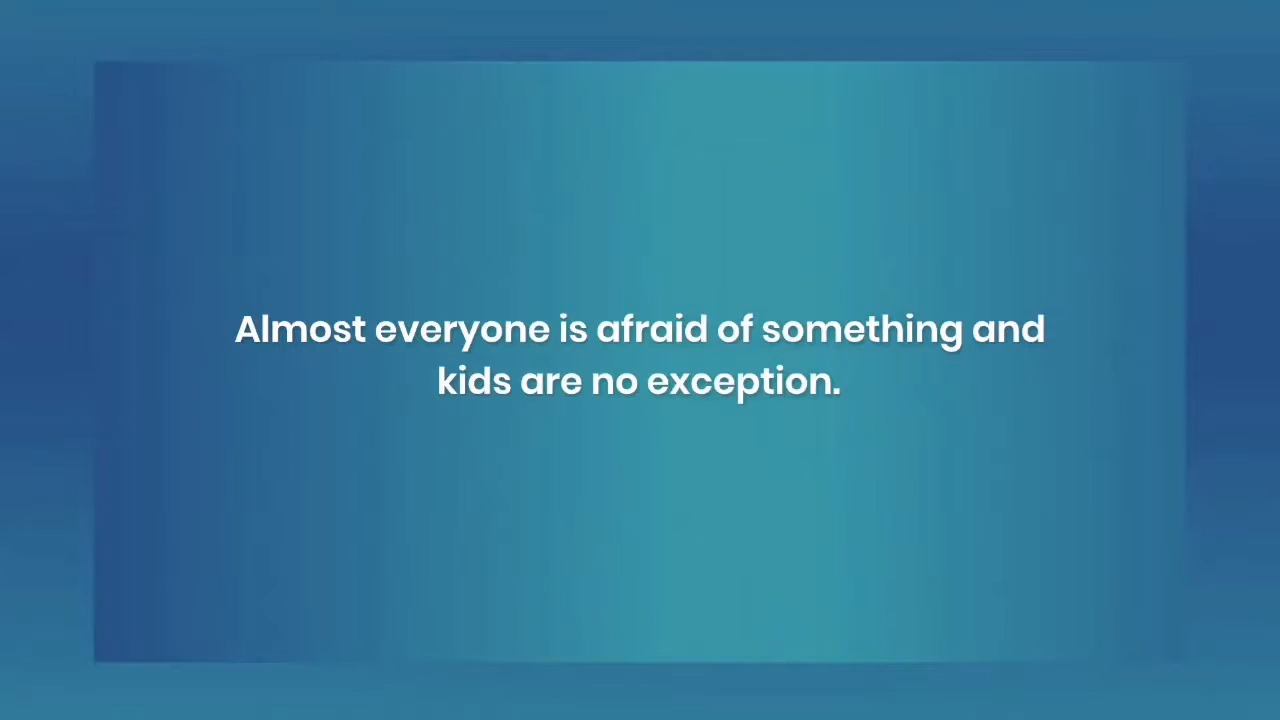 Almost everyone is afraid of something and
kids are no exception.